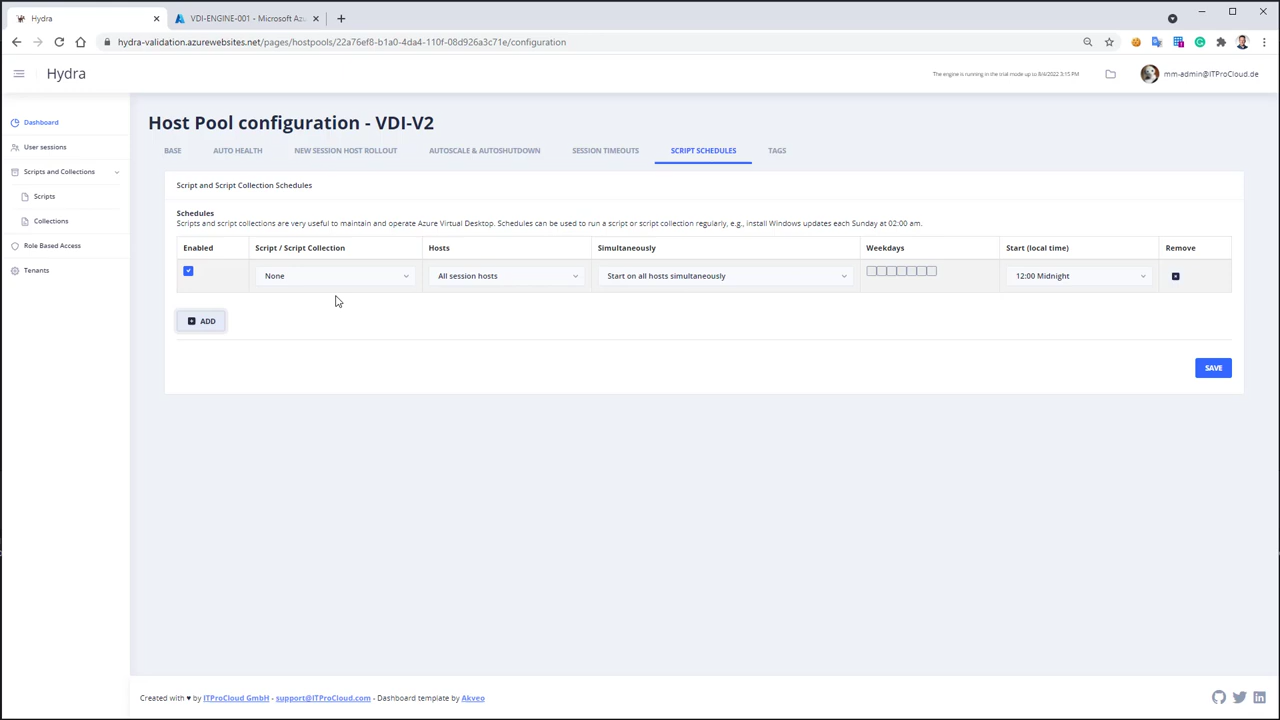 Hydra
VDI-ENGINE-001 - Microsoft Azu
hydra-validation.azurewebsites.net/pages/hostpools/22a76ef8-b1a0-4da4-110f-08d926a3c71e/configuration
Hydra
The engine is running in the trial mode up to 8/4/2022 3:15 PM
mm-admin@ITProCloud.de
Dashboard
User sessions
Scripts and Collections
Scripts
Collections
Role Based Access
Tenants
Host Pool configuration - VDI-V2
BASE AUTO HEALTH NEW SESSION HOST ROLLOUT AUTOSCALE & AUTOSHUTDOWN SESSION TIMEOUTS SCRIPT SCHEDULES TAGS
Script and Script Collection Schedules
Schedules
Scripts and script collections are very useful to maintain and operate Azure Virtual Desktop. Schedules can be used to run a script or script collection regularly, e.g., install Windows updates each Sunday at 02:00 am.
Enabled Script / Script Collection Hosts Simultaneously Weekdays Start (local time) Remove
None All session hosts Start on all hosts simultaneously 12:00 Midnight
ADD
SAVE
Created with ♥ by ITProCloud GmbH - support@ITProCloud.com - Dashboard template by Akveo